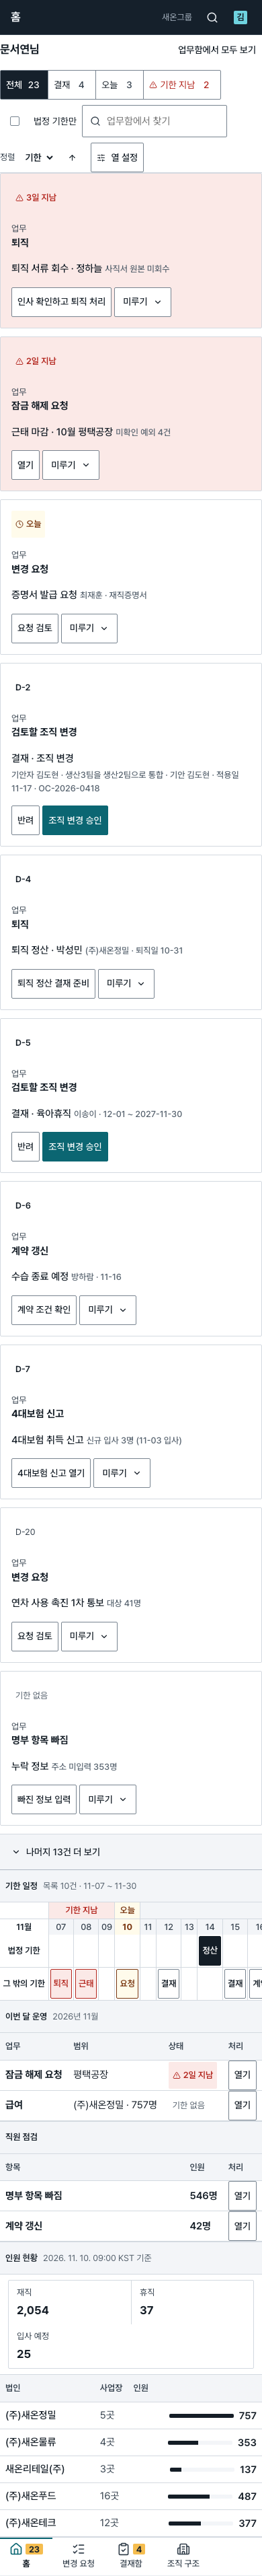 홈 새온그룹 김
문서연님 업무함에서 모두 보기
전체 23 결재 4 오늘 3 기한 지남 2
법정 기한만 업무함에서 찾기
정렬 기한 열 설정
3일 지남
업무
퇴직
퇴직 서류 회수 · 정하늘 사직서 원본 미회수
인사 확인하고 퇴직 처리 미루기
2일 지남
업무
잠금 해제 요청
근태 마감 · 10월 평택공장 미확인 예외 4건
열기 미루기
오늘
업무
변경 요청
증명서 발급 요청 최재훈 · 재직증명서
요청 검토 미루기
D-2
업무
검토할 조직 변경
결재 · 조직 변경
기안자 김도현 · 생산3팀을 생산2팀으로 통합 · 기안 김도현 · 적용일
11-17 · OC-2026-0418
반려 조직 변경 승인
D-4
업무
퇴직
퇴직 정산 · 박성민 (주)새온정밀 · 퇴직일 10-31
퇴직 정산 결재 준비 미루기
D-5
업무
검토할 조직 변경
결재 · 육아휴직 이송이 · 12-01 ~ 2027-11-30
반려 조직 변경 승인
D-6
업무
계약 갱신
수습 종료 예정 방하람 · 11-16
계약 조건 확인 미루기
D-7
업무
4대보험 신고
4대보험 취득 신고 신규 입사 3명 (11-03 입사)
4대보험 신고 열기 미루기
D-20
업무
변경 요청
연차 사용 촉진 1차 통보 대상 41명
요청 검토 미루기
기한 없음
업무
명부 항목 빠짐
누락 정보 주소 미입력 353명
빠진 정보 입력 미루기
나머지 13건 더 보기
기한 일정 목록 10건 · 11-07 ~ 11-30
기한 지남 오늘
11월 07 08 09 10 11 12 13 14 15 16
법정 기한 정산
그 밖의 기한 퇴직 근태 요청 결재 결재
이번 달 운영 2026년 11월
업무 범위 상태 처리
잠금 해제 요청 평택공장 2일 지남 열기
급여 (주)새온정밀 · 757명 기한 없음 열기
직원 점검
항목 인원 처리
명부 항목 빠짐 546명 열기
계약 갱신 42명 열기
인원 현황 2026. 11. 10. 09:00 KST 기준
재직 휴직
2,054 37
입사 예정
25
법인 사업장 인원
(주)새온정밀 5곳 757
(주)새온물류 4곳 353
새온리테일(주) 3곳 137
(주)새온푸드 16곳 487
(주)새온테크 12곳 377
23 4
홈 변경 요청 결재함 조직 구조